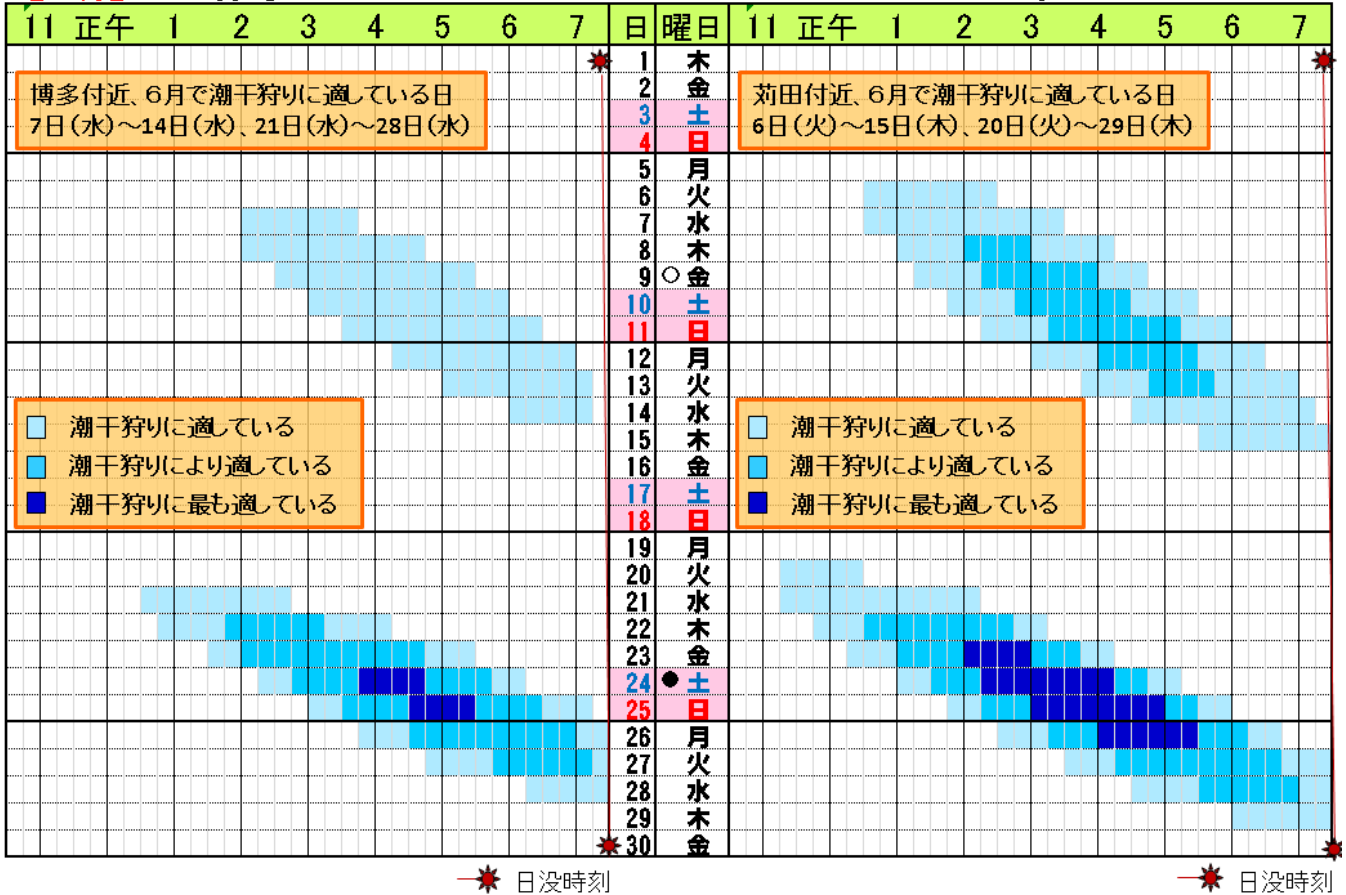 11 正午 1 2 3 4 5 6 7 日 曜日 11 正午 1 2 3 4 5 6 7
博多付近、6月で潮干狩りに適している日
7日(水)～14日(水)、21日(水)～28日(水)
苅田付近、6月で潮干狩りに適している日
6日(火)～15日(木)、20日(火)～29日(木)
1 木
2 金
3 土
4 日
5 月
6 火
7 水
8 木
9 ○ 金
10 土
11 日
12 月
13 火
14 水
15 木
16 金
17 土
18 日
19 月
20 火
21 水
22 木
23 金
24 ● 土
25 日
26 月
27 火
28 水
29 木
30 金
潮干狩りに適している
潮干狩りにより適している
潮干狩りに最も適している
潮干狩りに適している
潮干狩りにより適している
潮干狩りに最も適している
日没時刻
日没時刻